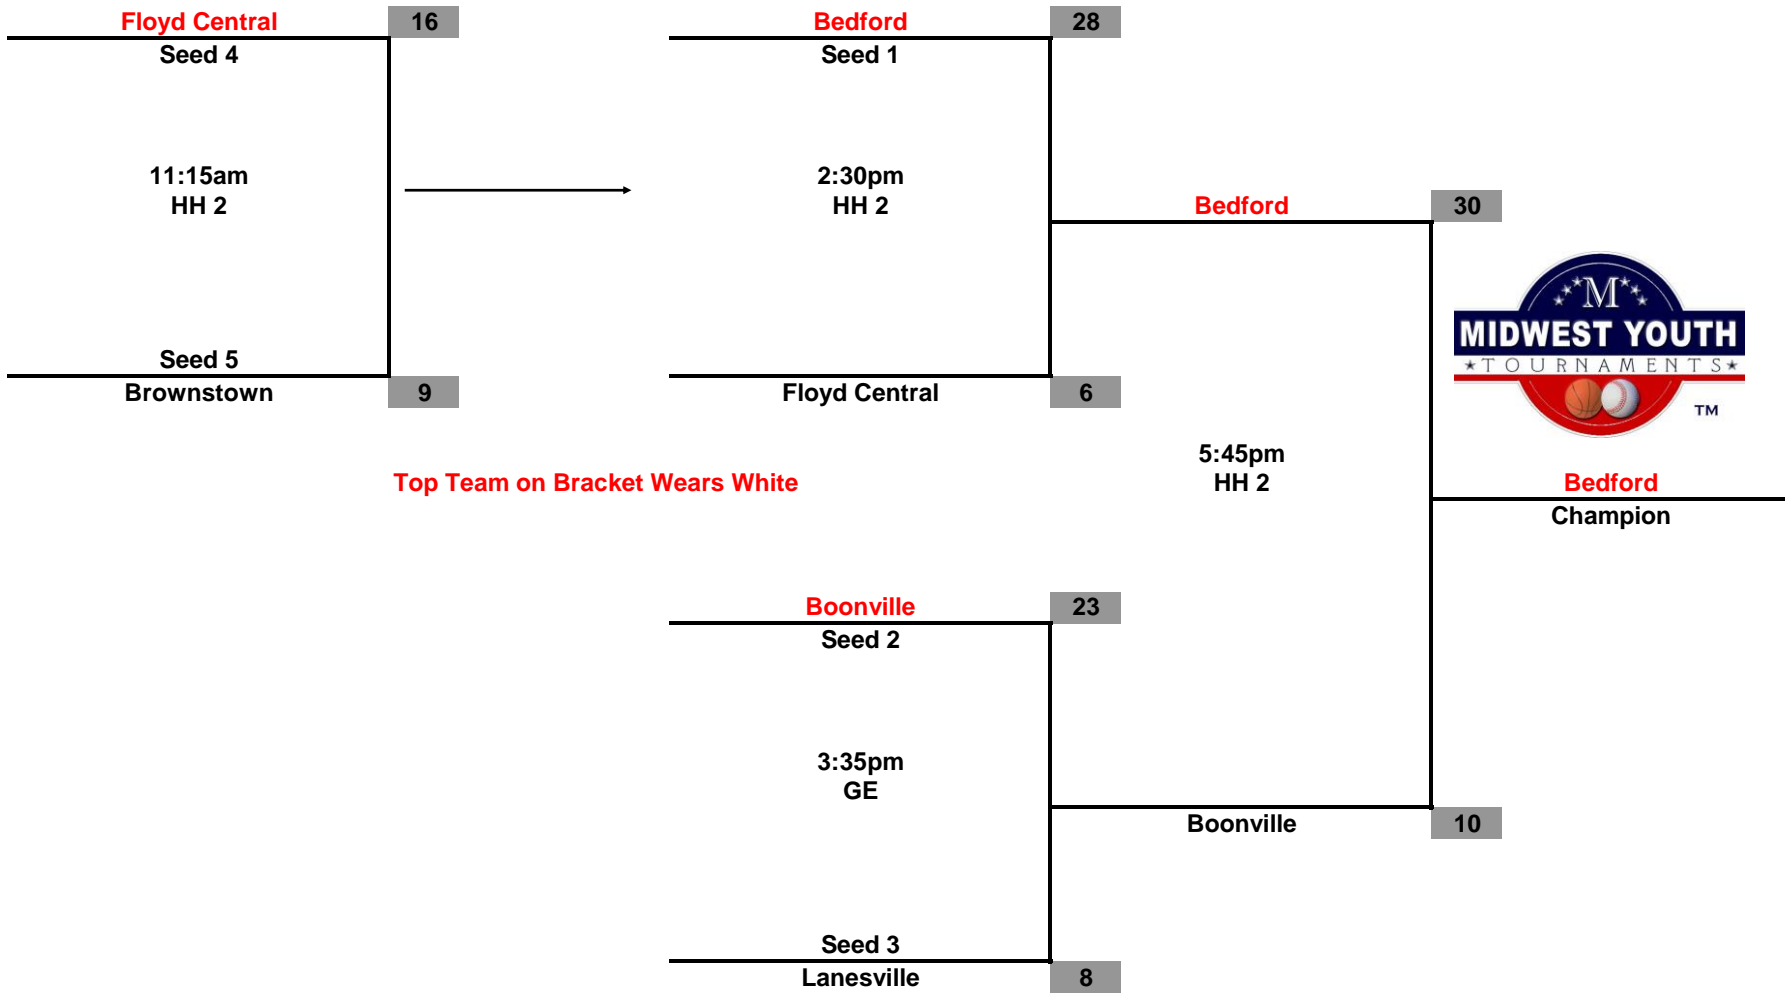 Floyd Central 16
Seed 4
11:15am
HH 2
Seed 5
Brownstown 9
Bedford 28
Seed 1
2:30pm
HH 2
Floyd Central 6
Top Team on Bracket Wears White
Boonville 23
Seed 2
3:35pm
GE
Seed 3
Lanesville 8
Bedford 30
5:45pm
HH 2
Boonville 10
M
MIDWEST YOUTH
TOURNAMENTS
TM
Bedford
Champion